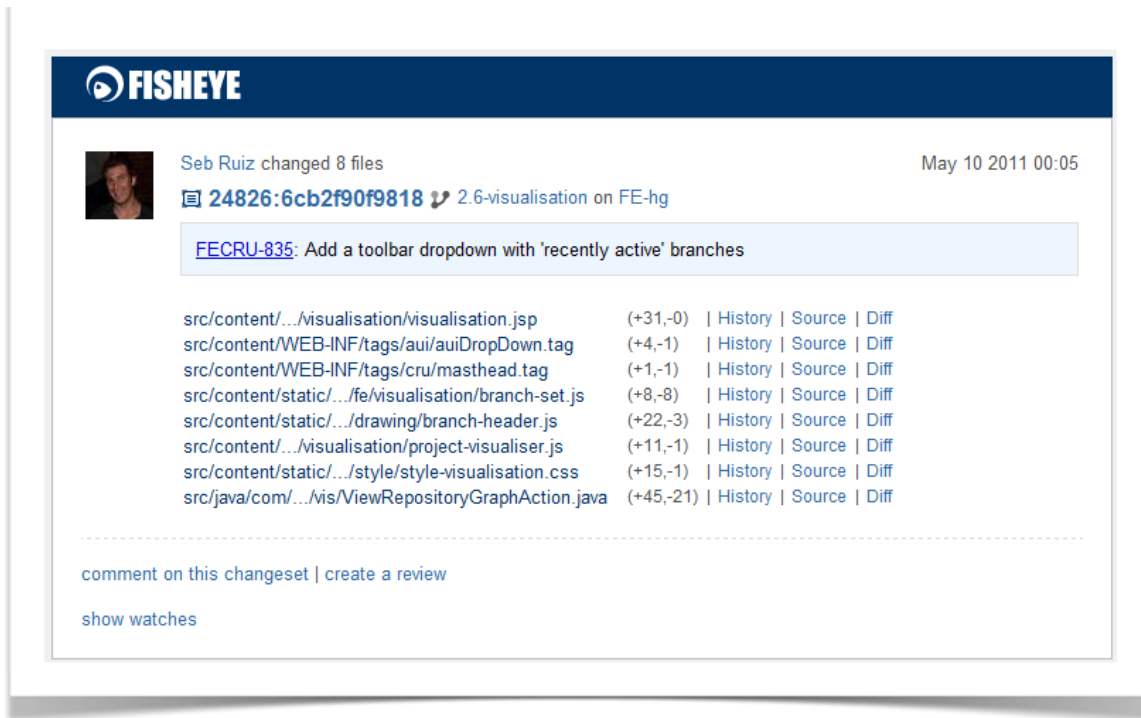 FISHEYE
Seb Ruiz changed 8 files May 10 2011 00:05
24826:6cb2f90f9818 2.6-visualisation on FE-hg
FECRU-835: Add a toolbar dropdown with 'recently active' branches
src/content/.../visualisation/visualisation.jsp (+31,-0) | History | Source | Diff
src/content/WEB-INF/tags/aui/auiDropDown.tag (+4,-1) | History | Source | Diff
src/content/WEB-INF/tags/cru/masthead.tag (+1,-1) | History | Source | Diff
src/content/static/.../fe/visualisation/branch-set.js (+8,-8) | History | Source | Diff
src/content/static/.../drawing/branch-header.js (+22,-3) | History | Source | Diff
src/content/.../visualisation/project-visualiser.js (+11,-1) | History | Source | Diff
src/content/static/.../style/style-visualisation.css (+15,-1) | History | Source | Diff
src/java/com/.../vis/ViewRepositoryGraphAction.java (+45,-21) | History | Source | Diff
comment on this changeset | create a review
show watches